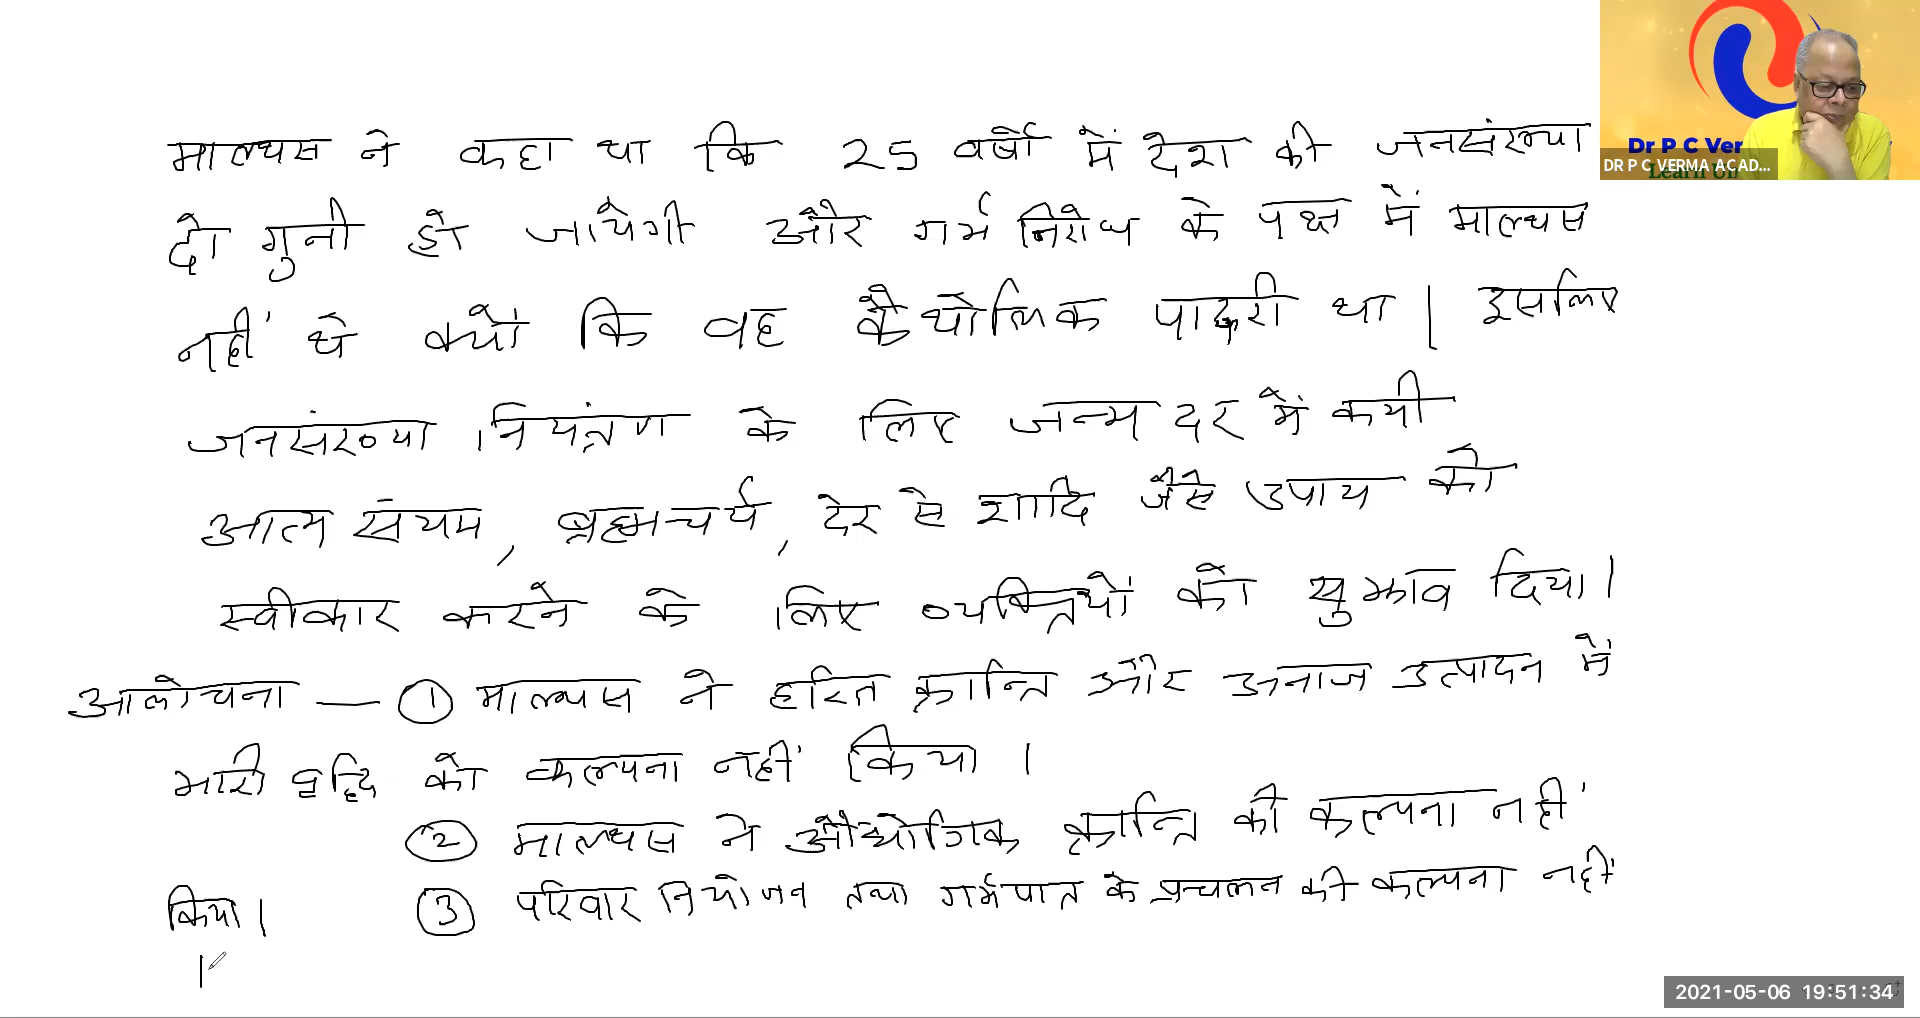 Dr P C Ver
DR P C VERMA ACAD...
माल्थस ने कहा था कि 25 वर्षो में देश की जनसंख्या
दो गुनी हो जायेगी और गर्भ निरोध के पक्ष में माल्थस
नहीं थे क्यों कि वह कैथोलिक पादरी था। इसलिए
जनसंख्या नियंत्रण के लिए जन्म दर में कमी
आत्म संयम, ब्रह्मचर्य, देर से शादि जैसे उपाय को
स्वीकार करने के लिए व्यक्तियों को सुझाव दिया।
आलोचना — ① माल्थस ने हरित क्रान्ति और अनाज उत्पादन में
भारी वृद्धि को कल्पना नहीं किया।
② माल्थस ने औद्योगिक क्रान्ति की कल्पना नहीं
किया। ③ परिवार नियोजन तथा गर्भपात के प्रचलन की कल्पना नहीं
2021-05-06 19:51:34